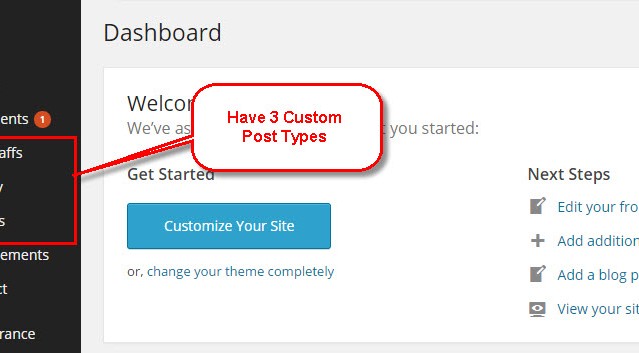 Dashboard
Welcom
We've as
t you started:
Have 3 Custom
Post Types
ents 1
affs
y
s
ements
ct
rance
Get Started
Customize Your Site
or, change your theme completely
Next Steps
Edit your fro
Add addition
Add a blog p
View your sit